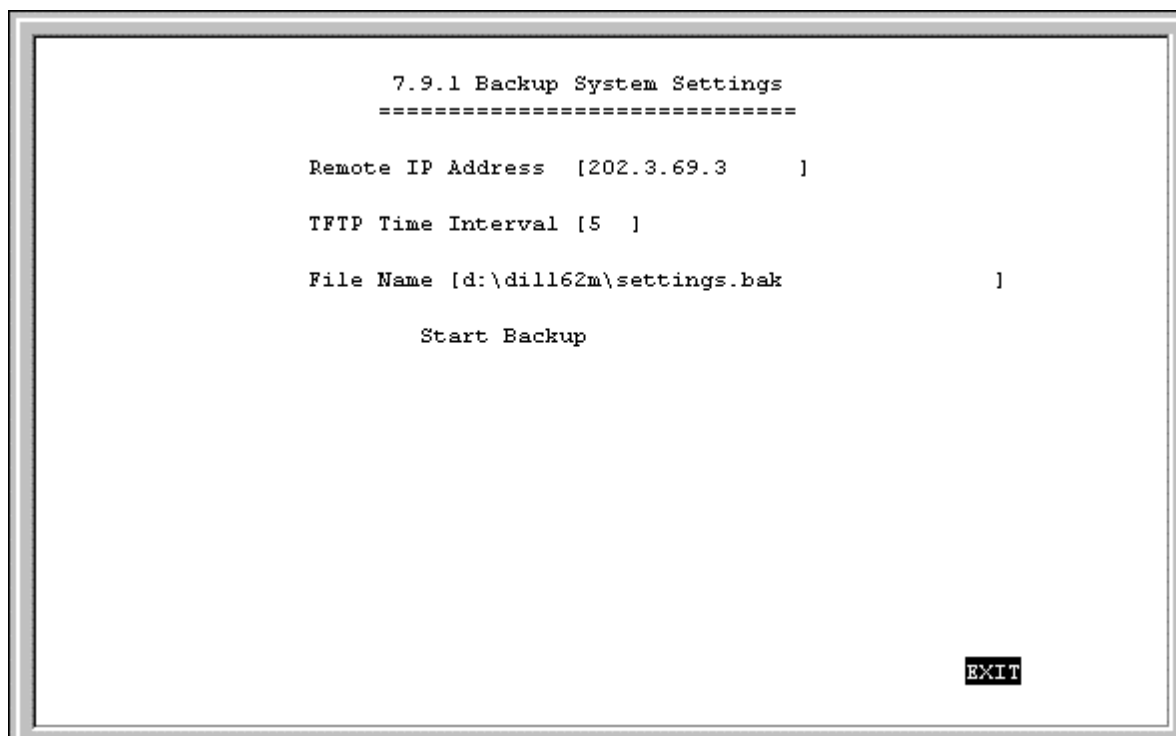 7.9.1 Backup System Settings
==============================
Remote IP Address [202.3.69.3 ]
TFTP Time Interval [5 ]
File Name [d:\dill62m\settings.bak ]
Start Backup
EXIT